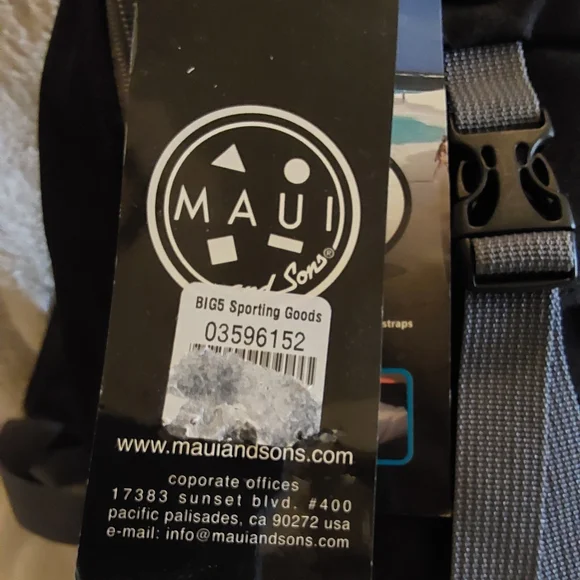 MAUI
and Sons®
BIG5 Sporting Goods
03596152
straps
www.mauiandsons.com
coporate offices
17383 sunset blvd. #400
pacific palisades, ca 90272 usa
e-mail: info@mauiandsons.com